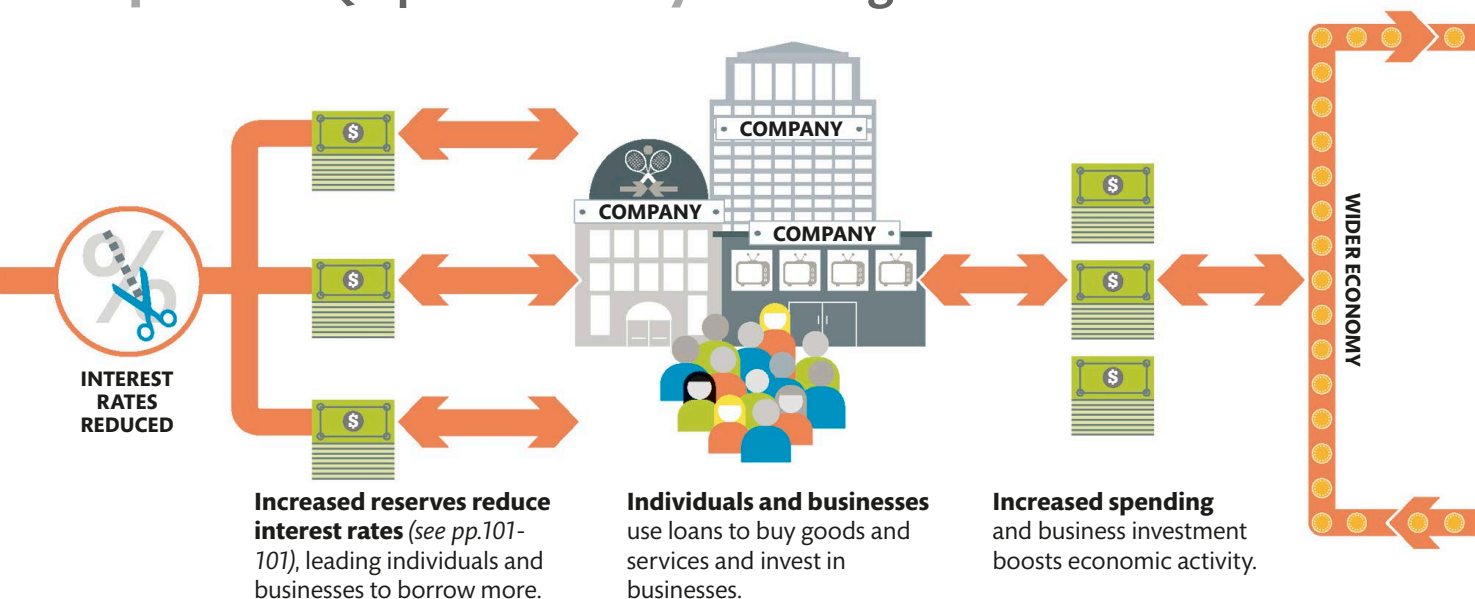 COMPANY
COMPANY
COMPANY
$
$
$
$
$
$
%
INTEREST
RATES
REDUCED
WIDER ECONOMY
Increased reserves reduce
interest rates (see pp.101-
101), leading individuals and
businesses to borrow more.
Individuals and businesses
use loans to buy goods and
services and invest in
businesses.
Increased spending
and business investment
boosts economic activity.